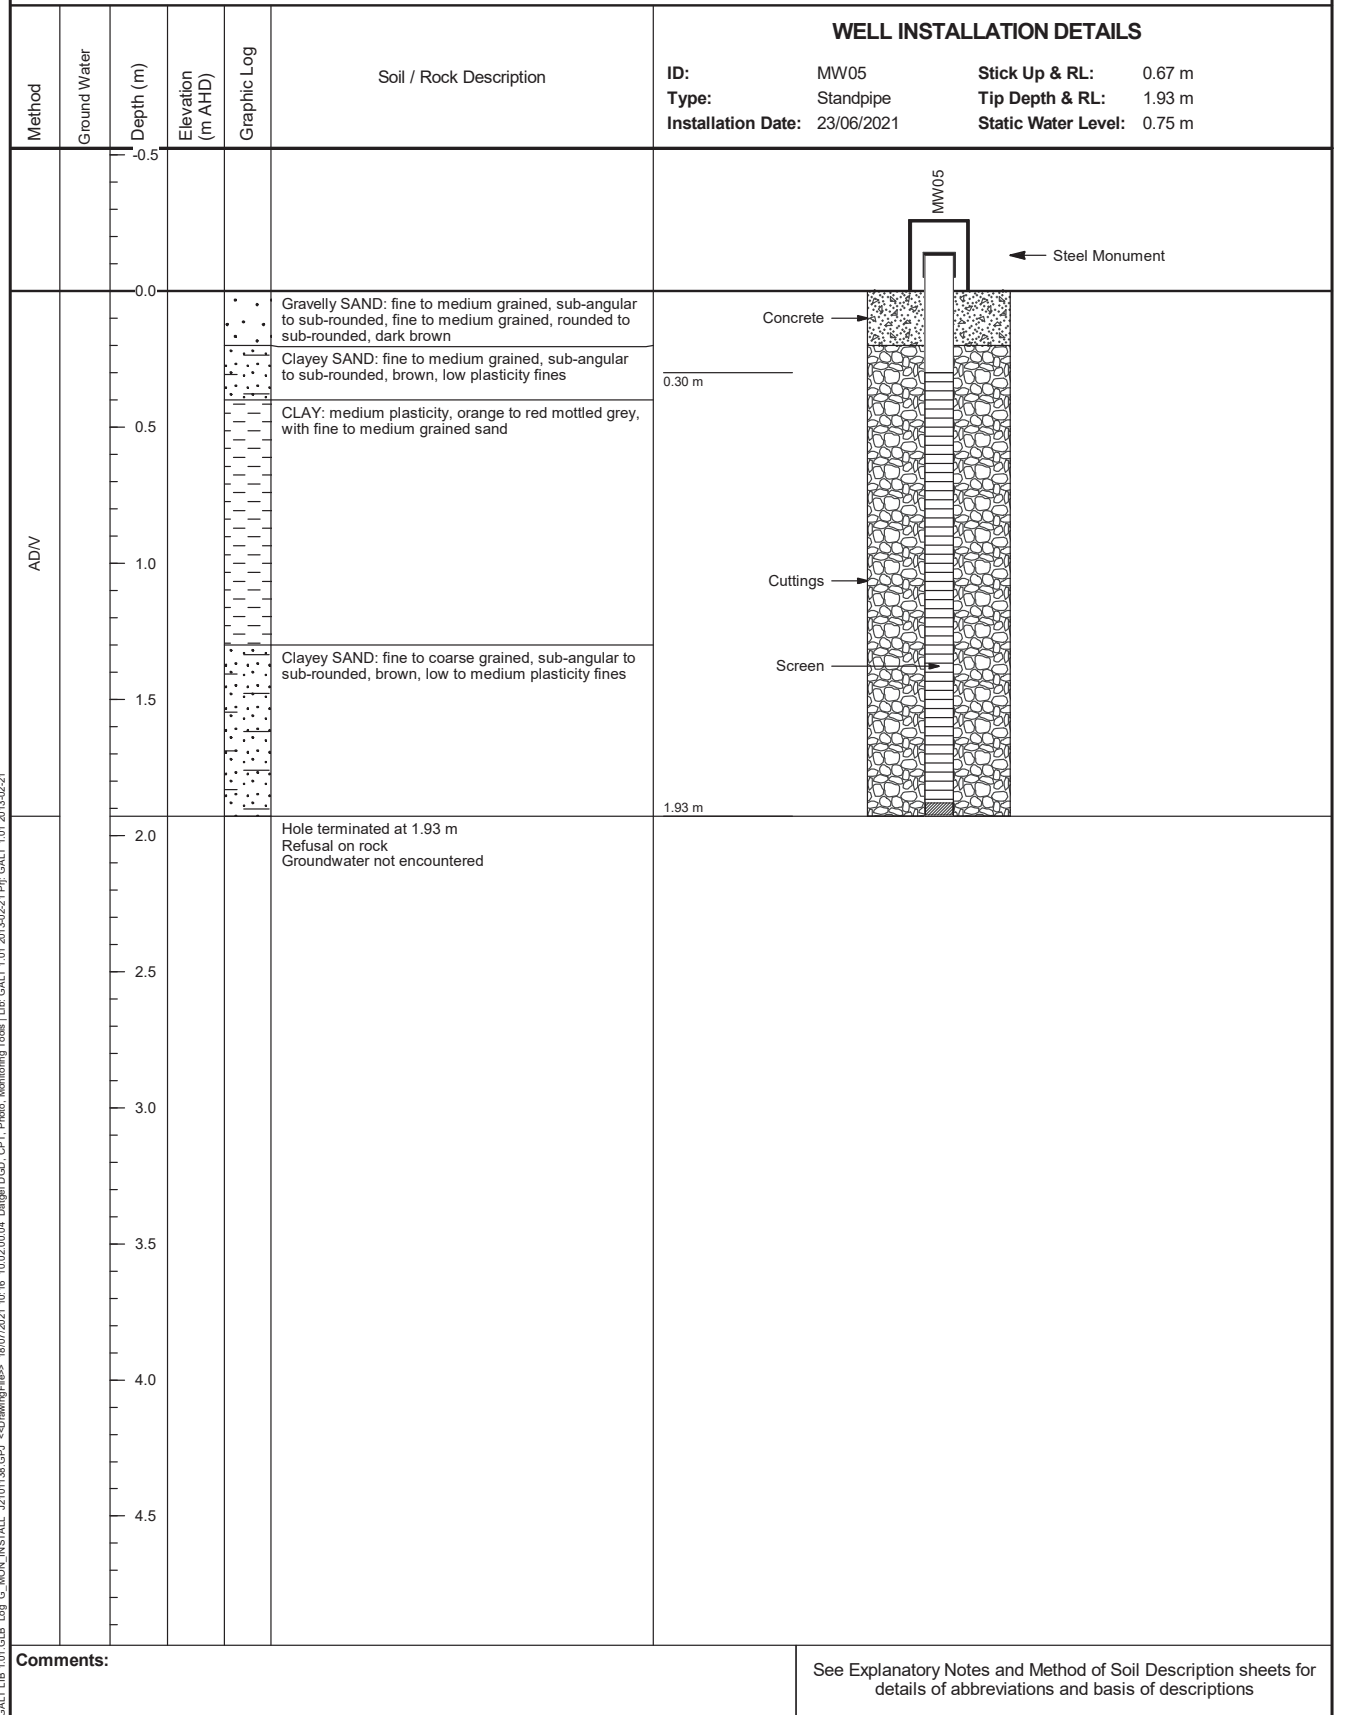 WELL INSTALLATION DETAILS
Method
Ground Water
Depth (m)
Elevation
(m AHD)
Graphic Log
Soil / Rock Description
ID: MW05 Stick Up & RL: 0.67 m
Type: Standpipe Tip Depth & RL: 1.93 m
Installation Date: 23/06/2021 Static Water Level: 0.75 m
-0.5
MW05
Steel Monument
0.0
Gravelly SAND: fine to medium grained, sub-angular
to sub-rounded, fine to medium grained, rounded to
sub-rounded, dark brown
Concrete
Clayey SAND: fine to medium grained, sub-angular
to sub-rounded, brown, low plasticity fines
0.30 m
CLAY: medium plasticity, orange to red mottled grey,
with fine to medium grained sand
0.5
AD/V
1.0
Cuttings
Clayey SAND: fine to coarse grained, sub-angular to
sub-rounded, brown, low to medium plasticity fines
Screen
1.5
1.93 m
Hole terminated at 1.93 m
Refusal on rock
Groundwater not encountered
2.0
2.5
3.0
3.5
4.0
4.5
Comments:
See Explanatory Notes and Method of Soil Description sheets for
details of abbreviations and basis of descriptions